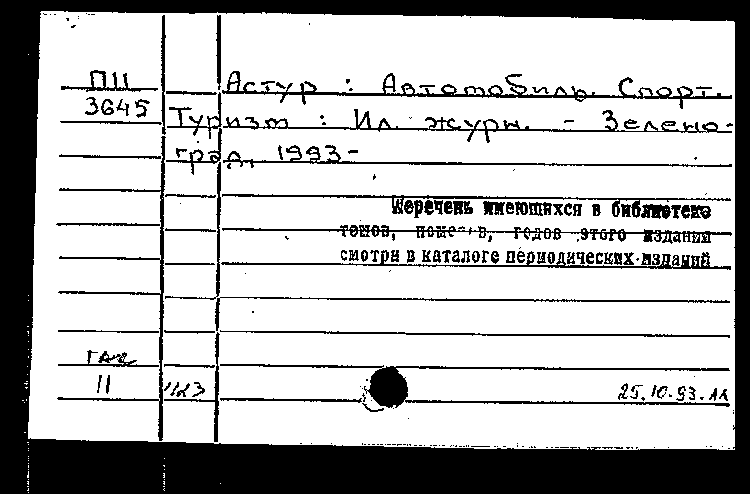 П11 Астур : Автомобиль. Спорт.
3645 Туризм : Ил. журн. - Зелено-
град, 1993-
Перечень имеющихся в библиотеке
томов, номеров, годов этого издания
смотри в каталоге периодических изданий
11 25.10.93.